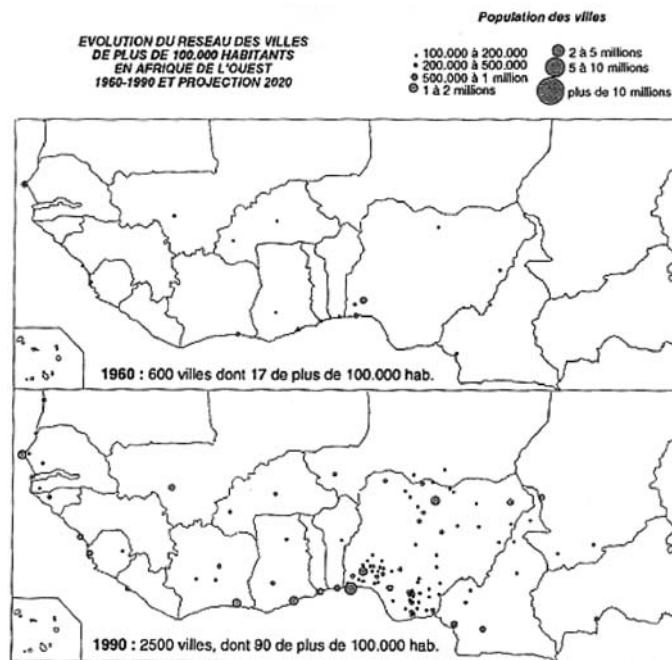 EVOLUTION DU RESEAU DES VILLES
DE PLUS DE 100.000 HABITANTS
EN AFRIQUE DE L'OUEST
1960-1990 ET PROJECTION 2020
Population des villes
100.000 à 200.000
200.000 à 500.000
500.000 à 1 million
1 à 2 millions
2 à 5 millions
5 à 10 millions
plus de 10 millions
1960 : 600 villes dont 17 de plus de 100.000 hab.
1990 : 2500 villes, dont 90 de plus de 100.000 hab.